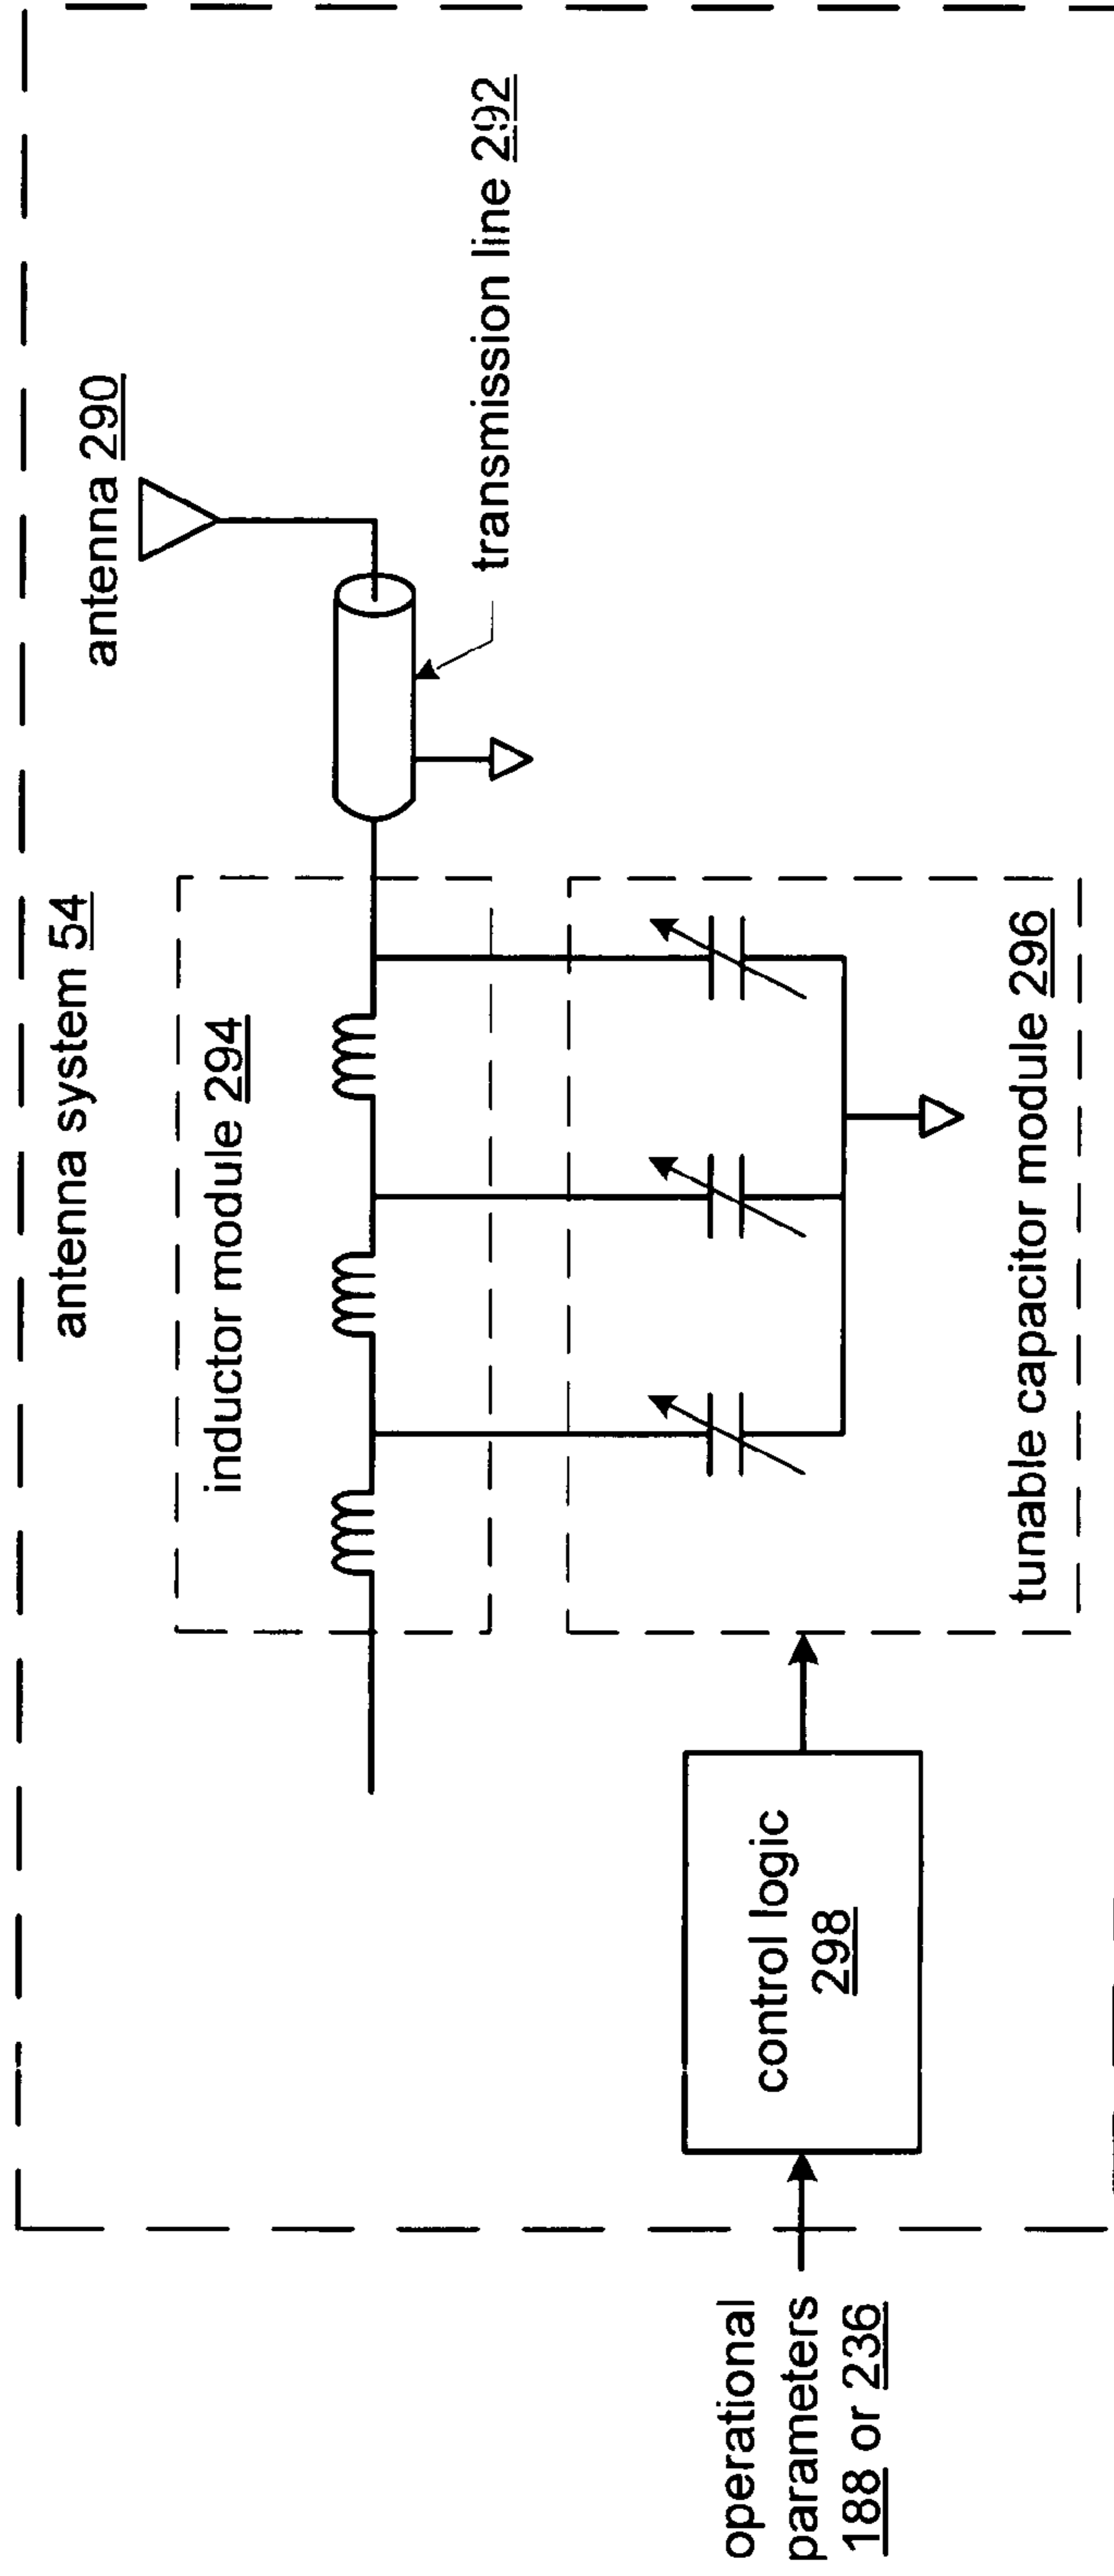 antenna system 54
antenna 290
inductor module 294
transmission line 292
control logic
298
operational
parameters
188 or 236
tunable capacitor module 296